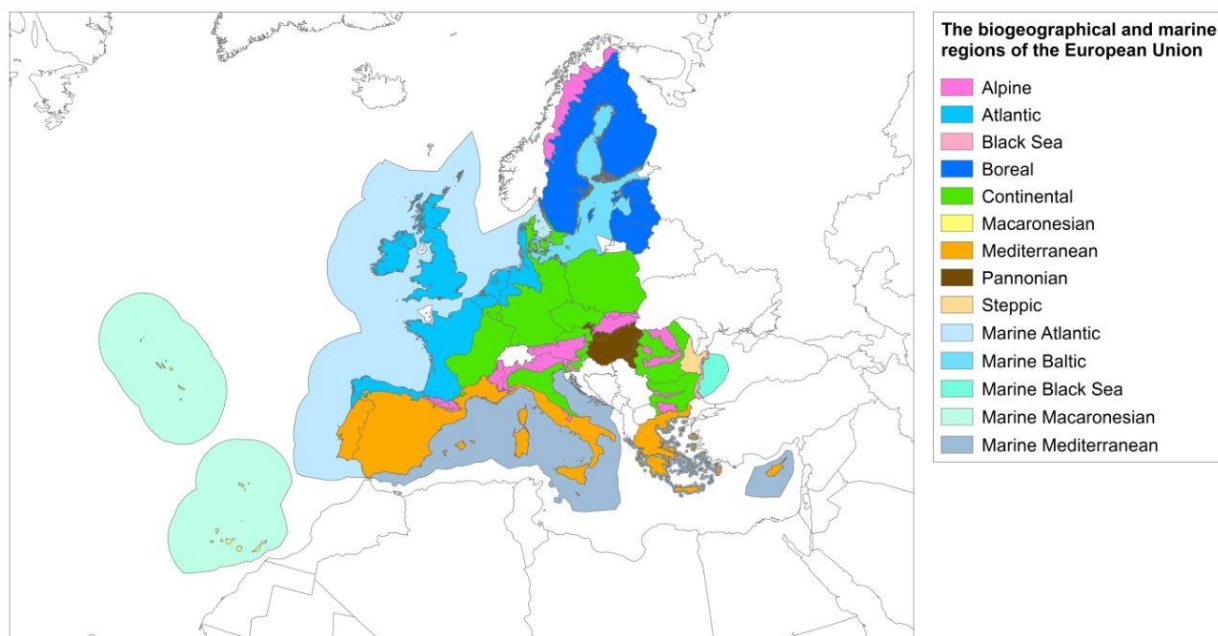 The biogeographical and marine
regions of the European Union
Alpine
Atlantic
Black Sea
Boreal
Continental
Macaronesian
Mediterranean
Pannonian
Steppic
Marine Atlantic
Marine Baltic
Marine Black Sea
Marine Macaronesian
Marine Mediterranean